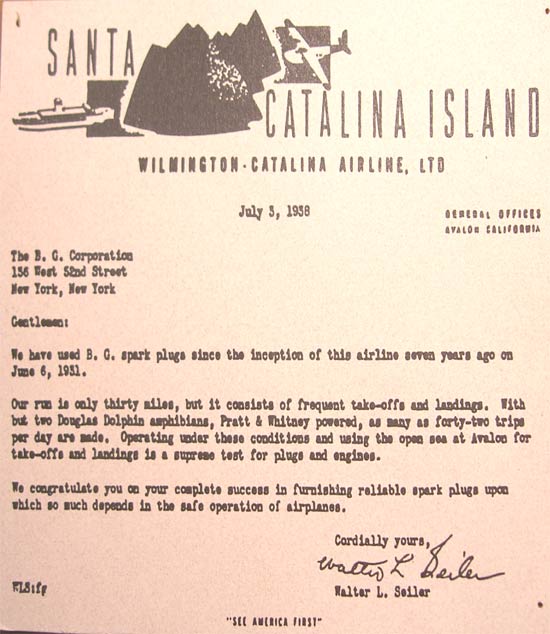 SANTA
CATALINA ISLAND
WILMINGTON-CATALINA AIRLINE, LTD
July 3, 1938
GENERAL OFFICES
AVALON CALIFORNIA
The B. G. Corporation
136 West 52nd Street
New York, New York
Gentlemen:
We have used B. G. spark plugs since the inception of this airline seven years ago on
June 6, 1931.
Our run is only thirty miles, but it consists of frequent take-offs and landings. With
but two Douglas Dolphin amphibians, Pratt & Whitney powered, as many as forty-two trips
per day are made. Operating under these conditions and using the open sea at Avalon for
take-offs and landings is a supreme test for plugs and engines.
We congratulate you on your complete success in furnishing reliable spark plugs upon
which so much depends in the safe operation of airplanes.
Cordially yours,
Walter L Seiler
Walter L. Seiler
WLS:fg
"SEE AMERICA FIRST"